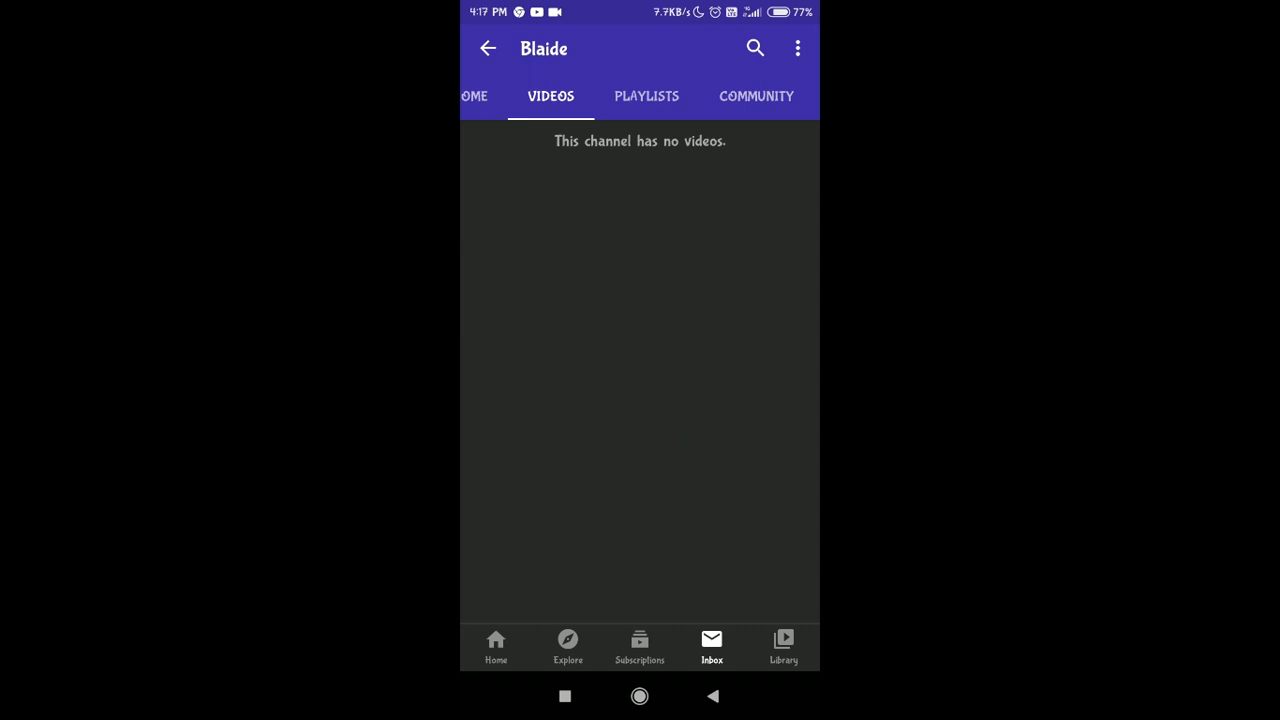 4:17 PM 7.7KB/s 77%
Blaide
OME VIDEOS PLAYLISTS COMMUNITY
This channel has no videos.
Home Explore Subscriptions Inbox Library